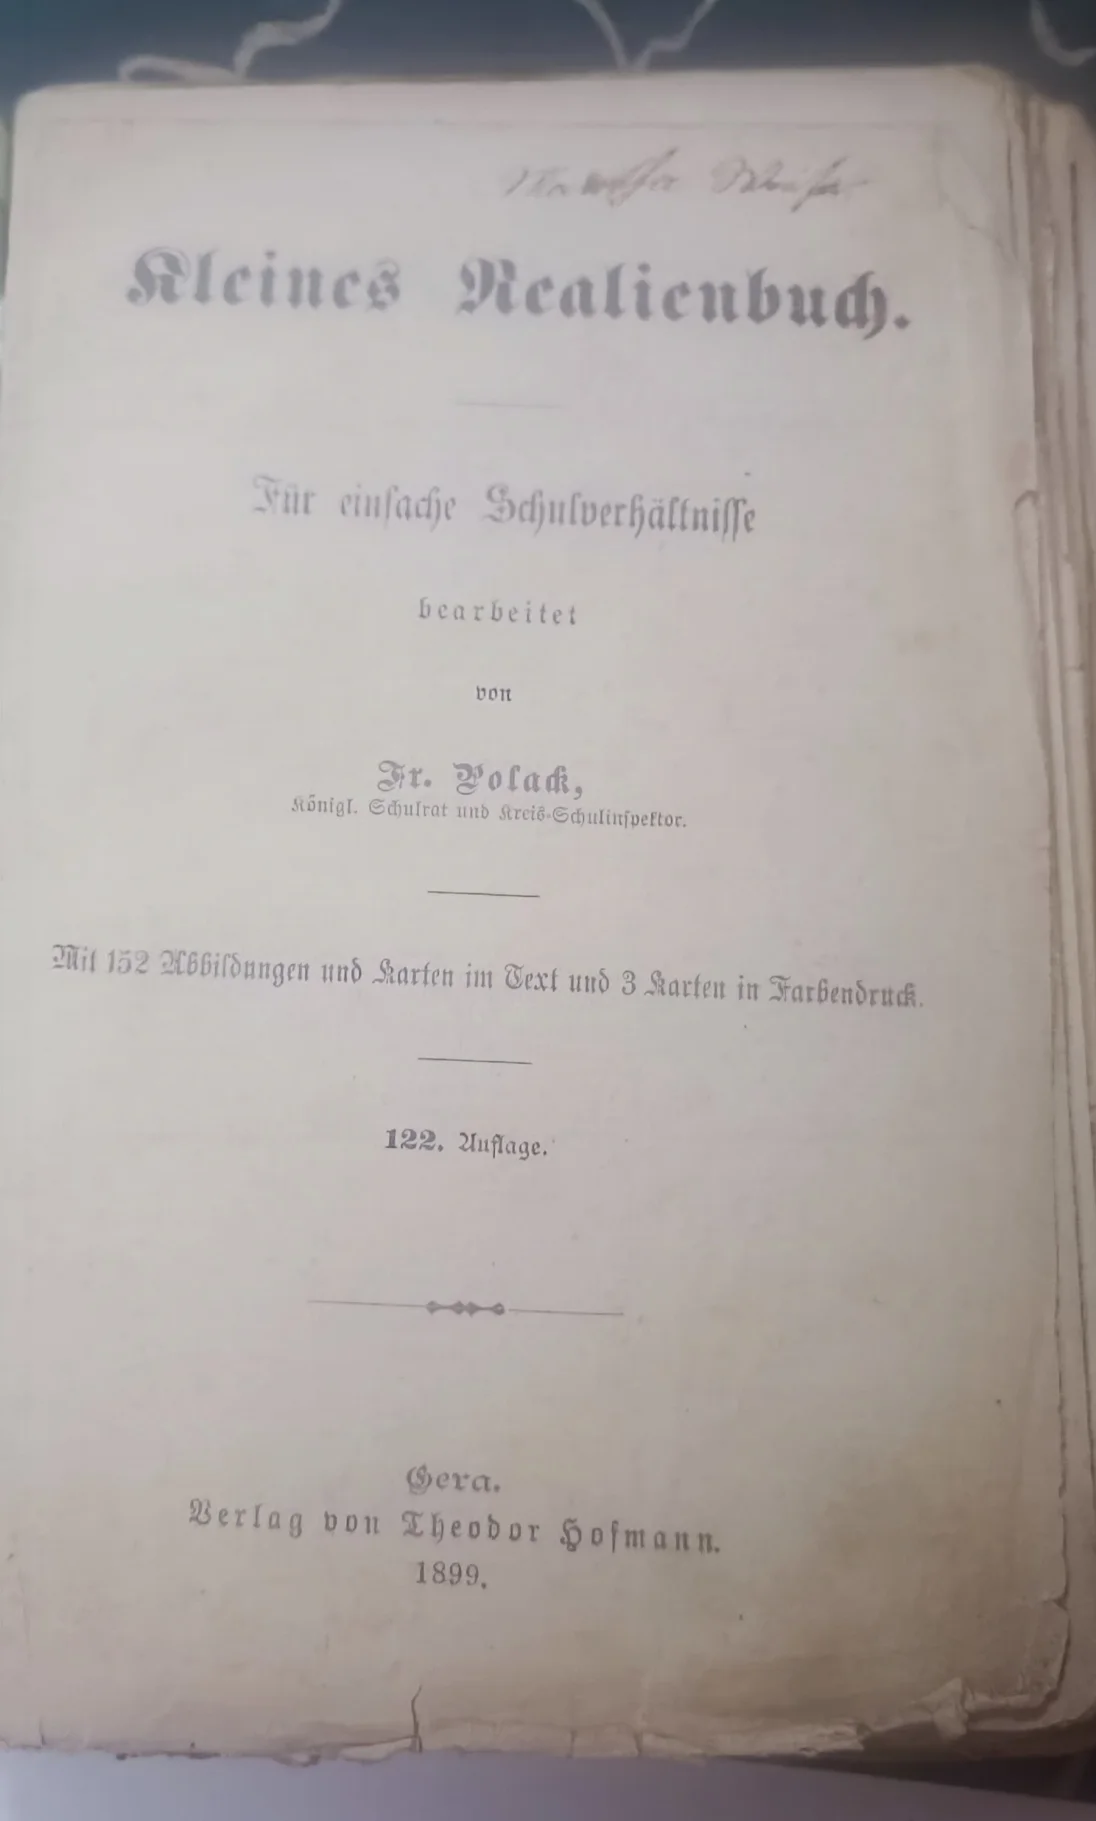 Kleines Realienbuch.
Für einfache Schulverhältnisse
bearbeitet
von
Fr. Polack,
Königl. Schulrat und Kreis-Schulinspektor.
Mit 152 Abbildungen und Karten im Text und 3 Karten in Farbendruck.
122. Auflage.
Gera.
Verlag von Theodor Hofmann.
1899.